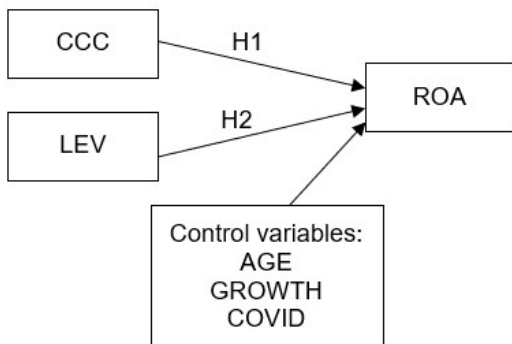 CCC
H1
ROA
H2
LEV
Control variables:
AGE
GROWTH
COVID